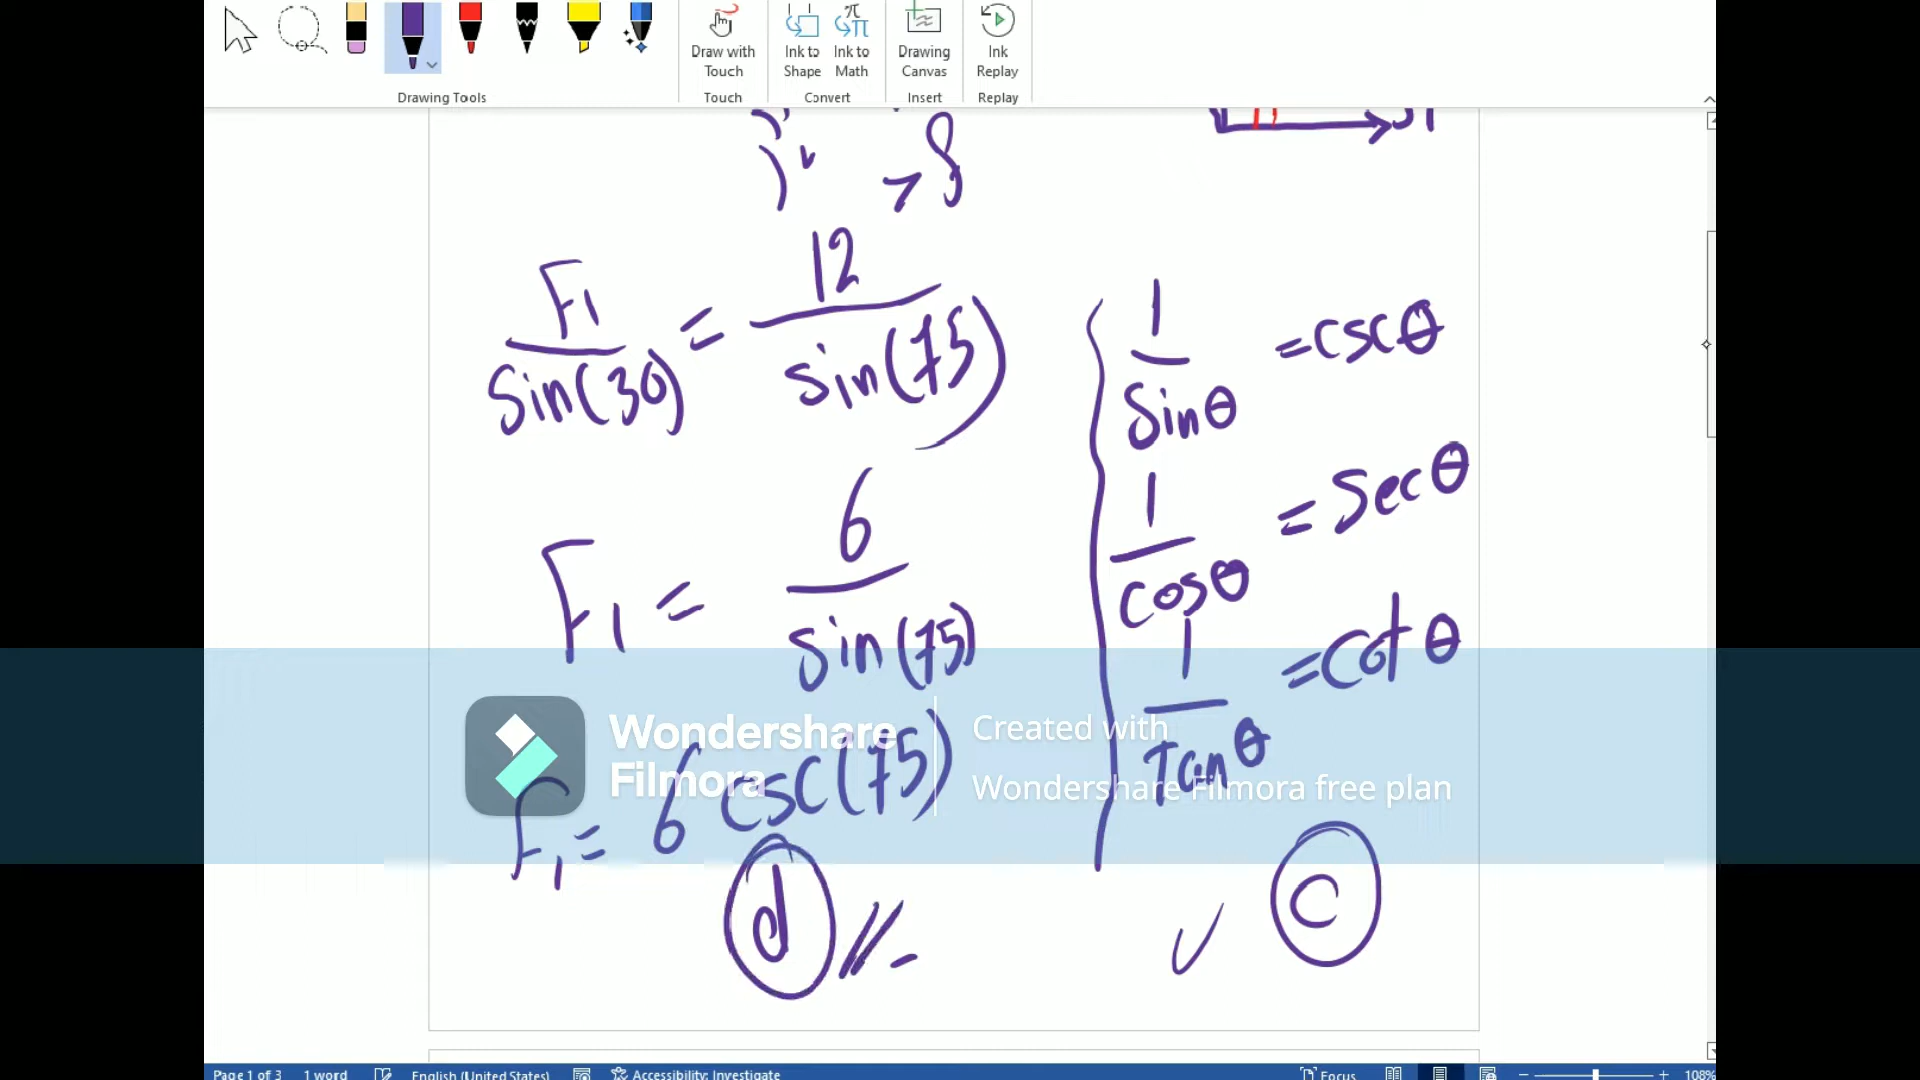 Draw with Touch
Ink to Shape
Ink to Math
Drawing Canvas
Ink Replay
Drawing Tools
Touch
Convert
Insert
Replay
F1 / Sin(30) = 12 / sin(75)
F1 = 6 / sin(75)
F1 = 6 csc(75)
d
1 / Sinθ = cscθ
1 / cosθ = Secθ
1 / Tanθ = Cotθ
C
Wondershare
Filmora
Created with
Wondershare Filmora free plan
Page 1 of 3
1 word
English (United States)
Accessibility: Investigate
Focus
108%